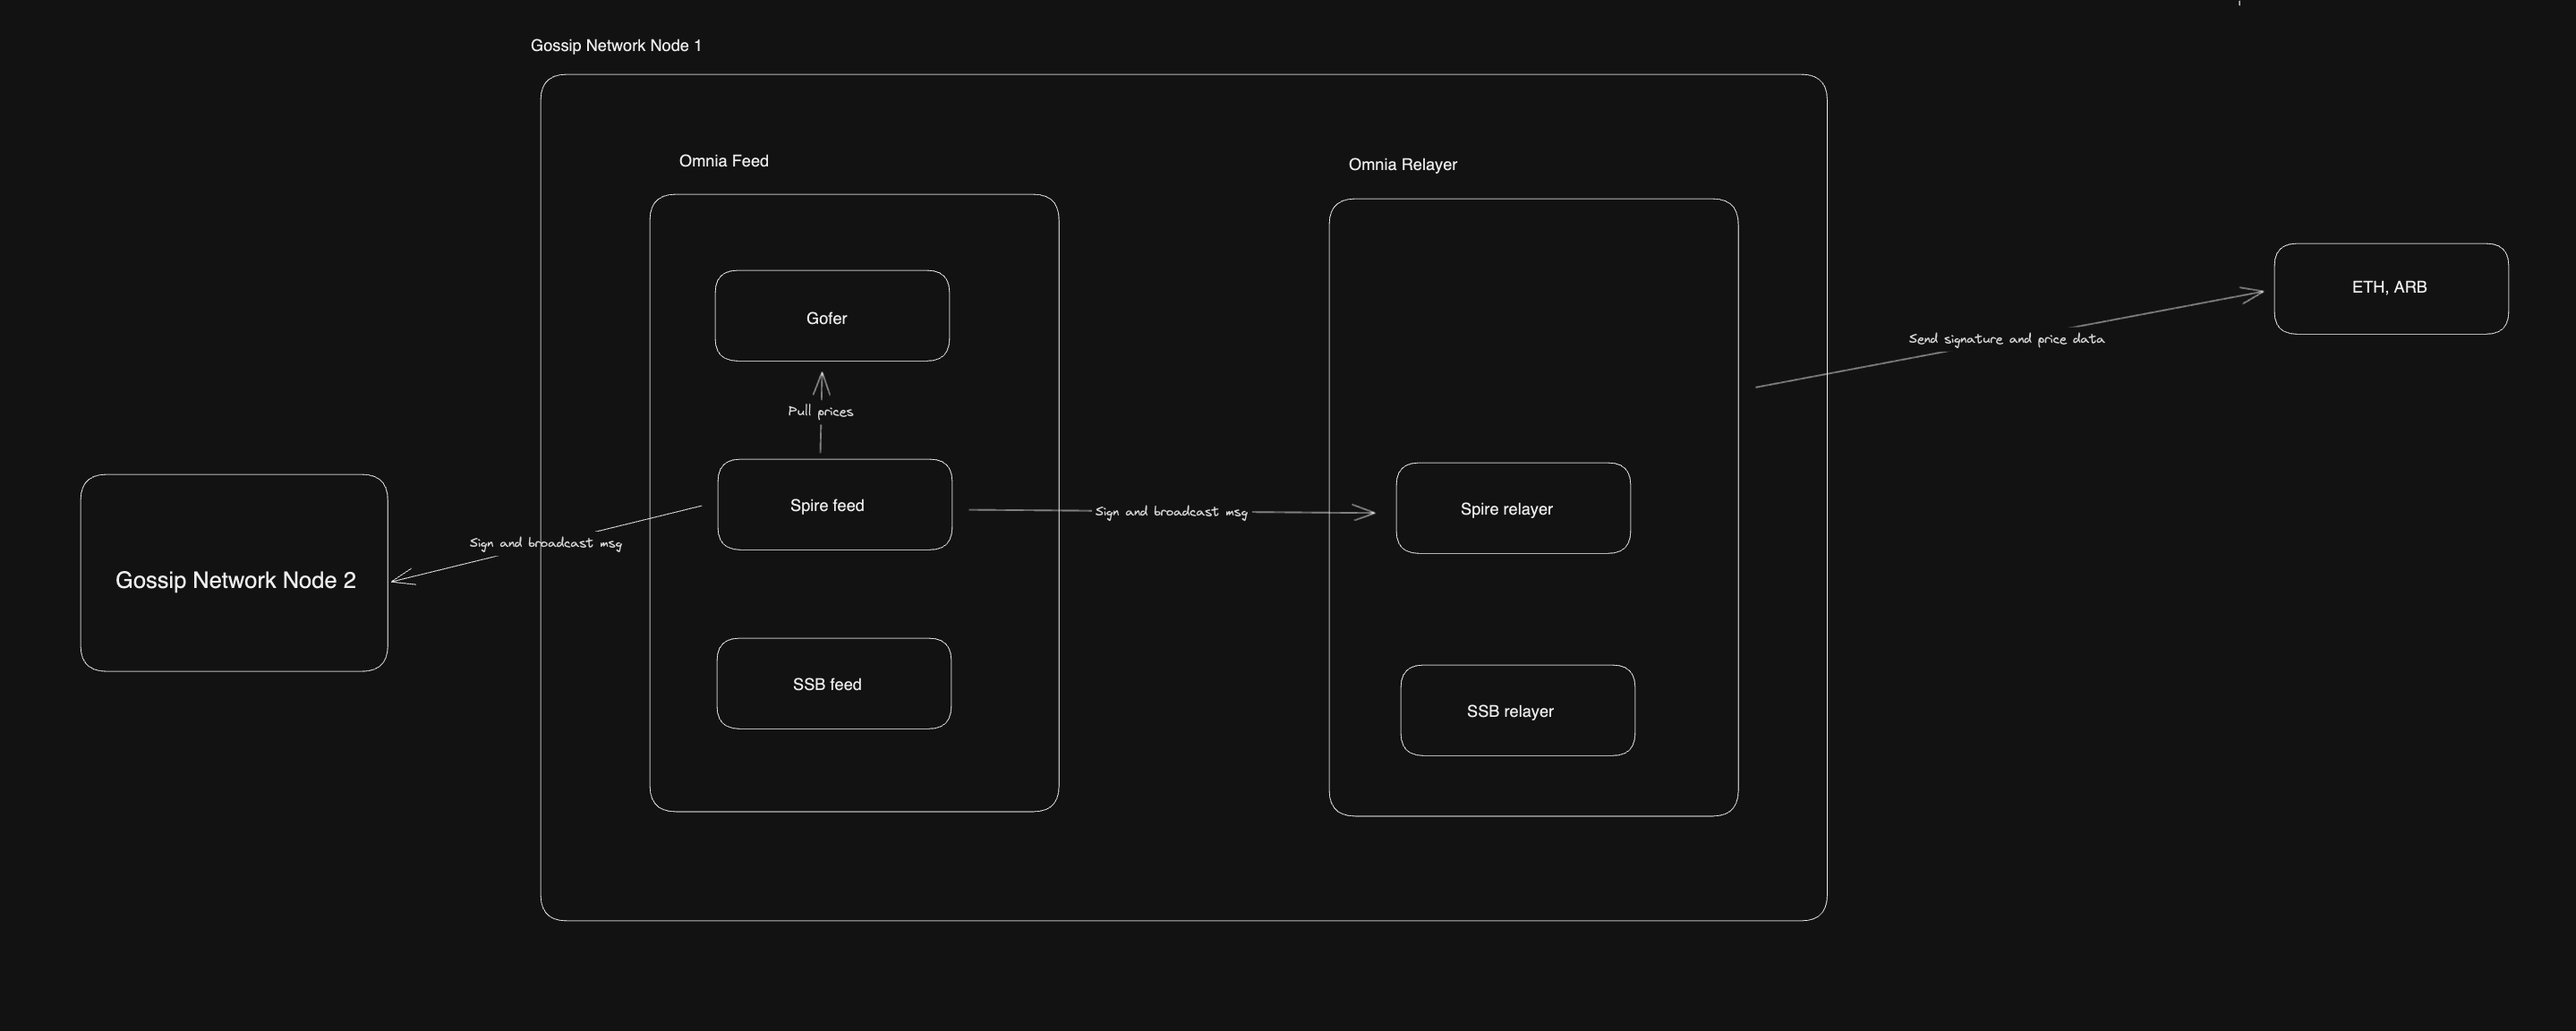 Gossip Network Node 1
Omnia Feed
Omnia Relayer
Gofer
ETH, ARB
Send signature and price data
Pull prices
Spire feed
Sign and broadcast msg
Spire relayer
Sign and broadcast msg
Gossip Network Node 2
SSB feed
SSB relayer